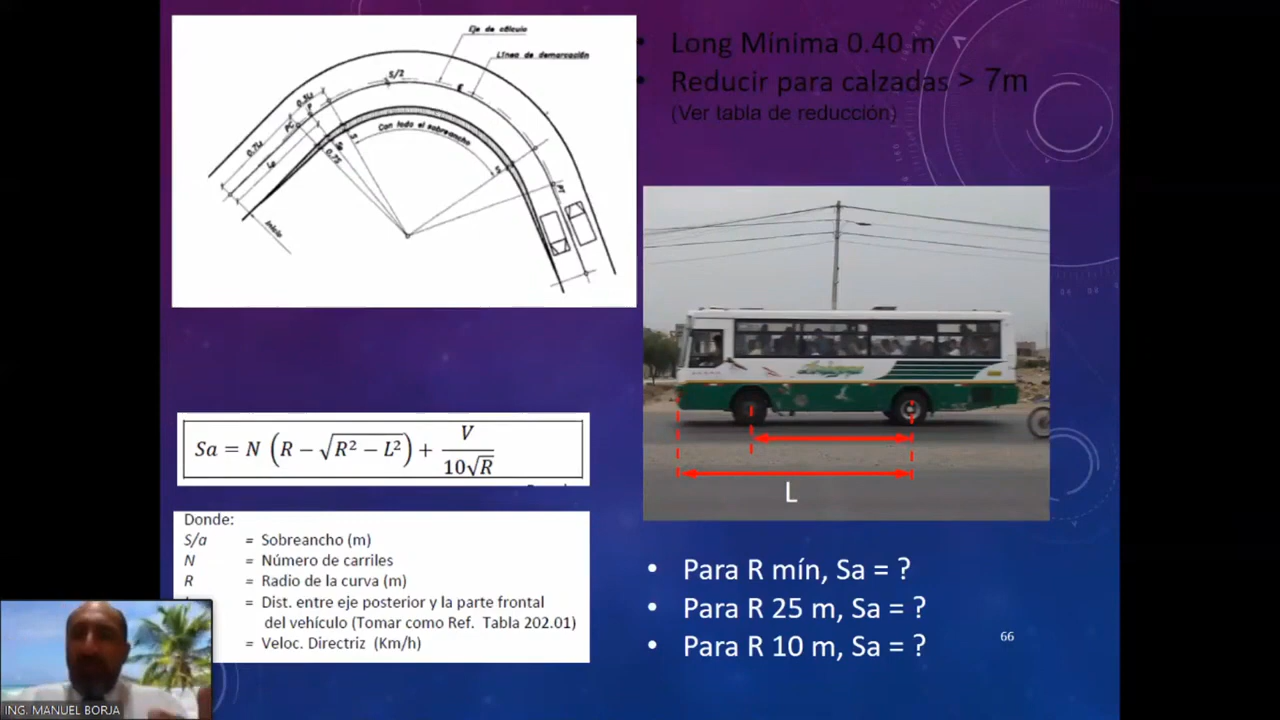 Eje de cálculo
Línea de demarcación
S/2
E
Con todo el sobreancho
PC
PT
Inicio
• Long Mínima 0.40 m
• Reducir para calzadas > 7m
(Ver tabla de reducción)
Sa = N (R − √R² − L²) + V
10√R
L
Donde:
S/a = Sobreancho (m)
N = Número de carriles
R = Radio de la curva (m)
= Dist. entre eje posterior y la parte frontal
del vehículo (Tomar como Ref. Tabla 202.01)
= Veloc. Directriz (Km/h)
• Para R mín, Sa = ?
• Para R 25 m, Sa = ?
• Para R 10 m, Sa = ?
66
ING. MANUEL BORJA